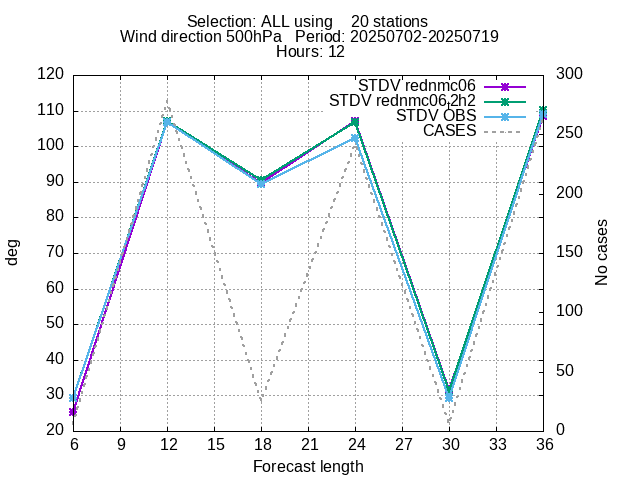 Selection: ALL using    20 stations
Wind direction 500hPa   Period: 20250702-20250719
Hours: 12
STDV rednmc06
STDV rednmc06.2h2
STDV OBS
CASES
120
110
100
90
80
70
60
50
40
30
20
deg
300
250
200
150
100
50
0
No cases
6 9 12 15 18 21 24 27 30 33 36
Forecast length